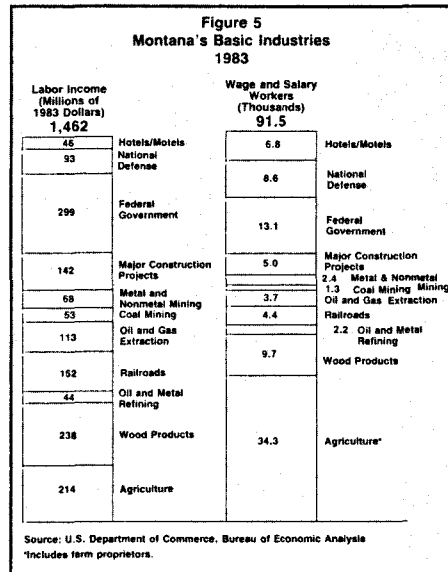 Figure 5
Montana's Basic Industries
1983
Labor Income
(Millions of
1983 Dollars)
1,462
46 Hotels/Motels
93 National
Defense
299 Federal
Government
142 Major Construction
Projects
68 Metal and
Nonmetal Mining
53 Coal Mining
113 Oil and Gas
Extraction
152 Railroads
44 Oil and Metal
Refining
238 Wood Products
214 Agriculture
Wage and Salary
Workers
(Thousands)
91.5
6.8 Hotels/Motels
8.6 National
Defense
13.1 Federal
Government
5.0 Major Construction
Projects
2.4 Metal & Nonmetal
Mining
1.3 Coal Mining
3.7 Oil and Gas Extraction
4.4 Railroads
2.2 Oil and Metal
Refining
9.7 Wood Products
34.3 Agriculture*
Source: U.S. Department of Commerce, Bureau of Economic Analysis
*Includes farm proprietors.